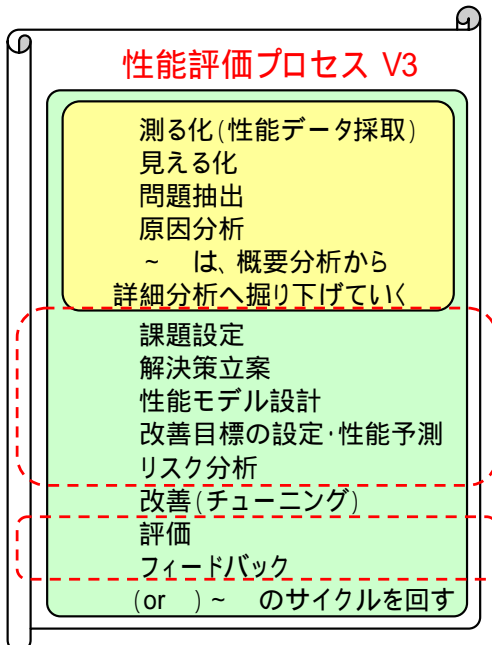 性能評価プロセス V3
測る化(性能データ採取)
見える化
問題抽出
原因分析
~ は、概要分析から
詳細分析へ掘り下げていく
課題設定
解決策立案
性能モデル設計
改善目標の設定・性能予測
リスク分析
改善(チューニング)
評価
フィードバック
(or )~ のサイクルを回す